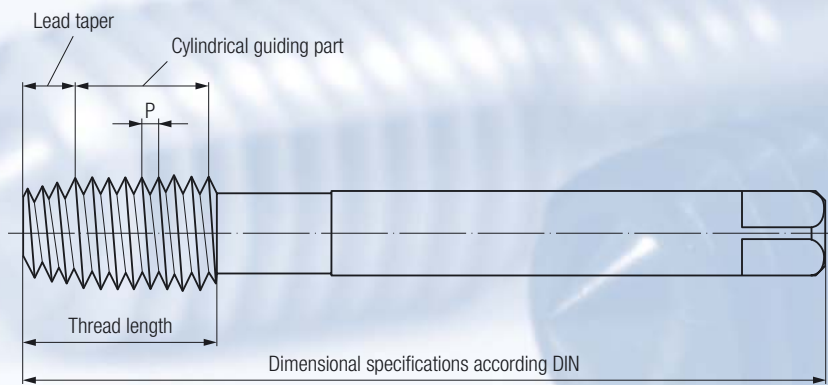 Lead taper
Cylindrical guiding part
P
Thread length
Dimensional specifications according DIN